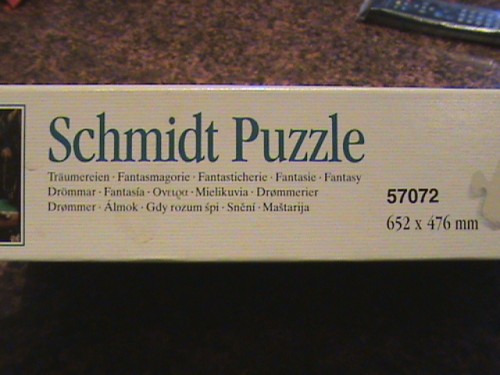 Schmidt Puzzle
Träumereien · Fantasmagorie · Fantasticherie · Fantasie · Fantasy
Drömmar · Fantasía · Ονειρα · Mielikuvia · Drømmerier
Drømmer · Álmok · Gdy rozum śpi · Snění · Maštarija
57072
652 x 476 mm